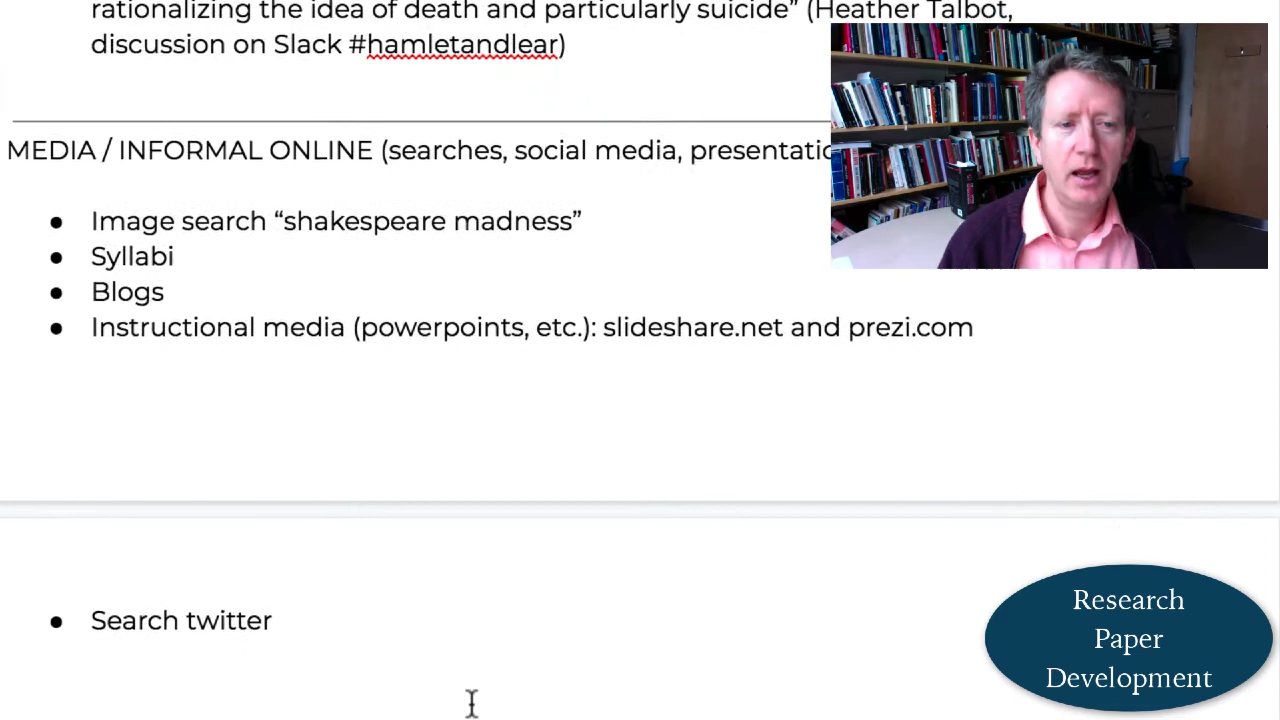 rationalizing the idea of death and particularly suicide” (Heather Talbot,
discussion on Slack #hamletandlear)
MEDIA / INFORMAL ONLINE (searches, social media,
● Image search “shakespeare madness”
● Syllabi
● Blogs
● Instructional media (powerpoints, etc.): slideshare.net and prezi.com
● Search twitter
Research
Paper
Development